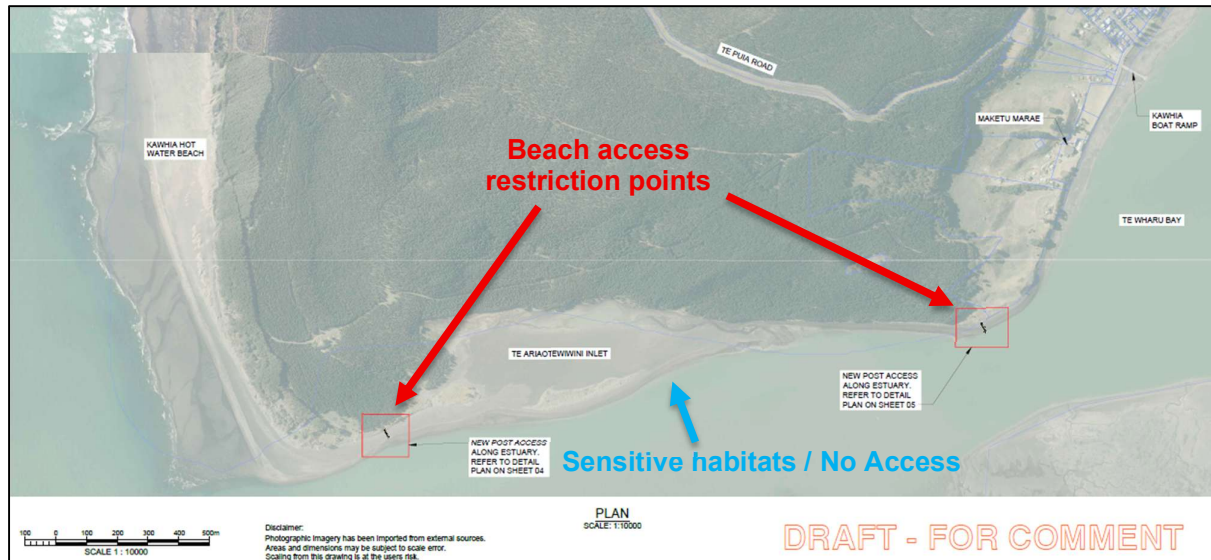 TE PUIA ROAD
KAWHIA HOT
WATER BEACH
MAKETU MARAE
KAWHIA
BOAT RAMP
Beach access
restriction points
TE WHARU BAY
TE ARIAOTEWIWINI INLET
NEW POST ACCESS
ALONG ESTUARY.
REFER TO DETAIL
PLAN ON SHEET 05
NEW POST ACCESS
ALONG ESTUARY.
REFER TO DETAIL
PLAN ON SHEET 04
Sensitive habitats / No Access
PLAN
SCALE: 1:10000
100 0 100 200 300 400 500m
SCALE 1 : 10000
Disclaimer:
Photographic Imagery has been imported from external sources.
Areas and dimensions may be subject to scale error.
Scaling from this drawing is at the users risk.
DRAFT - FOR COMMENT